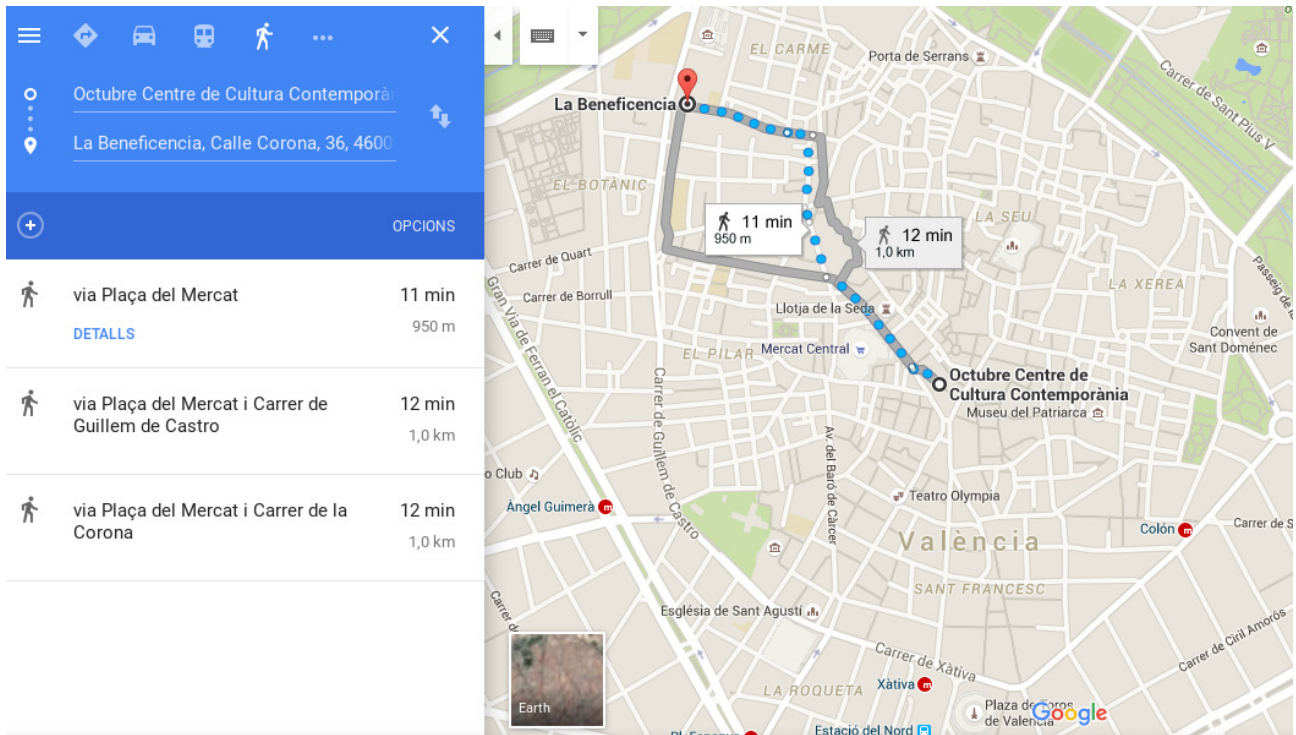 Octubre Centre de Cultura Contemporà
La Beneficencia, Calle Corona, 36, 4600
OPCIONS
via Plaça del Mercat
11 min
DETALLS
950 m
via Plaça del Mercat i Carrer de
Guillem de Castro
12 min
1,0 km
via Plaça del Mercat i Carrer de la
Corona
12 min
1,0 km
EL CARME
Porta de Serrans
Carrer de Sant Pius V
La Beneficencia
EL BOTÀNIC
11 min
950 m
12 min
1,0 km
LA SEU
Carrer de Quart
Carrer de Borrull
LA XEREA
Passeig de la
Llotja de la Seda
Convent de
Sant Doménec
Mercat Central
EL PILAR
Gran Via de Ferran el Catòlic
Carrer de Guillem de Castro
Octubre Centre de
Cultura Contemporània
Museu del Patriarca
Av. del Baró de Càrcer
o Club
Teatro Olympia
Àngel Guimerà
Colón
Carrer de S
València
SANT FRANCESC
Església de Sant Agustí
Carrer de Ciril Amorós
Carrer de Xàtiva
Xàtiva
LA ROQUETA
Plaza de Toros
de Valencia
Google
Earth
Estació del Nord